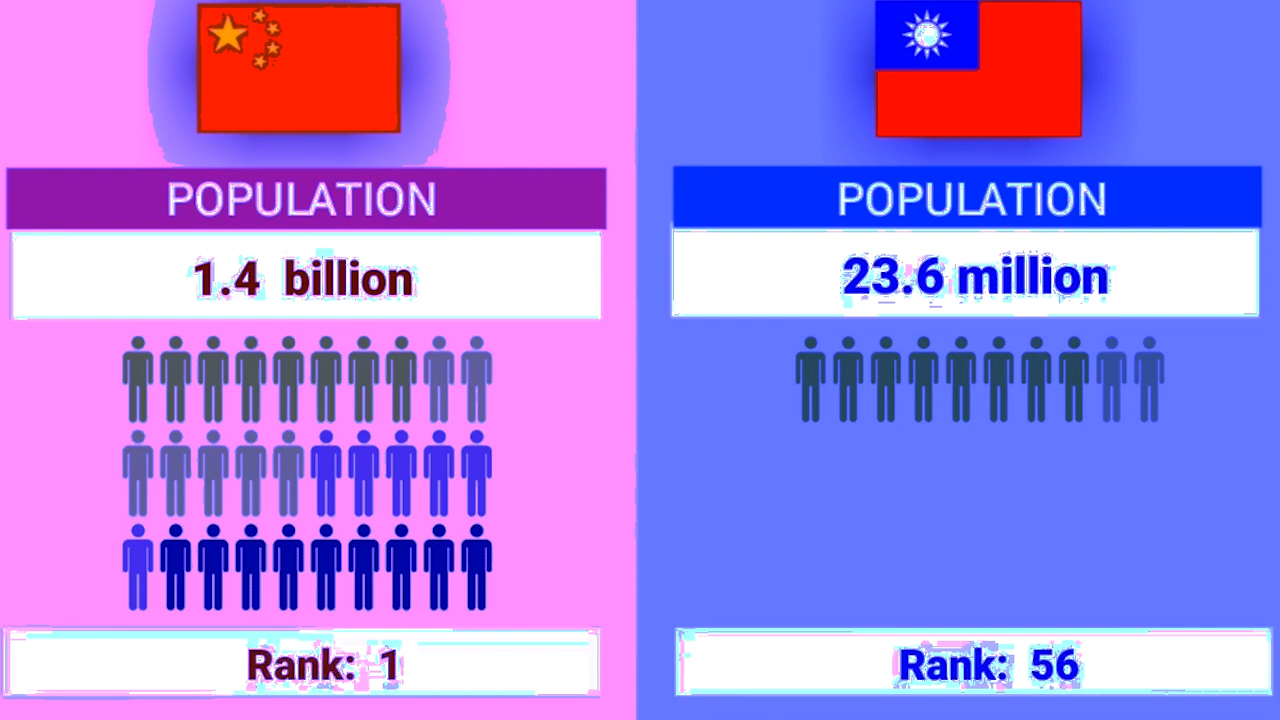 POPULATION
1.4 billion
Rank: 1
POPULATION
23.6 million
Rank: 56